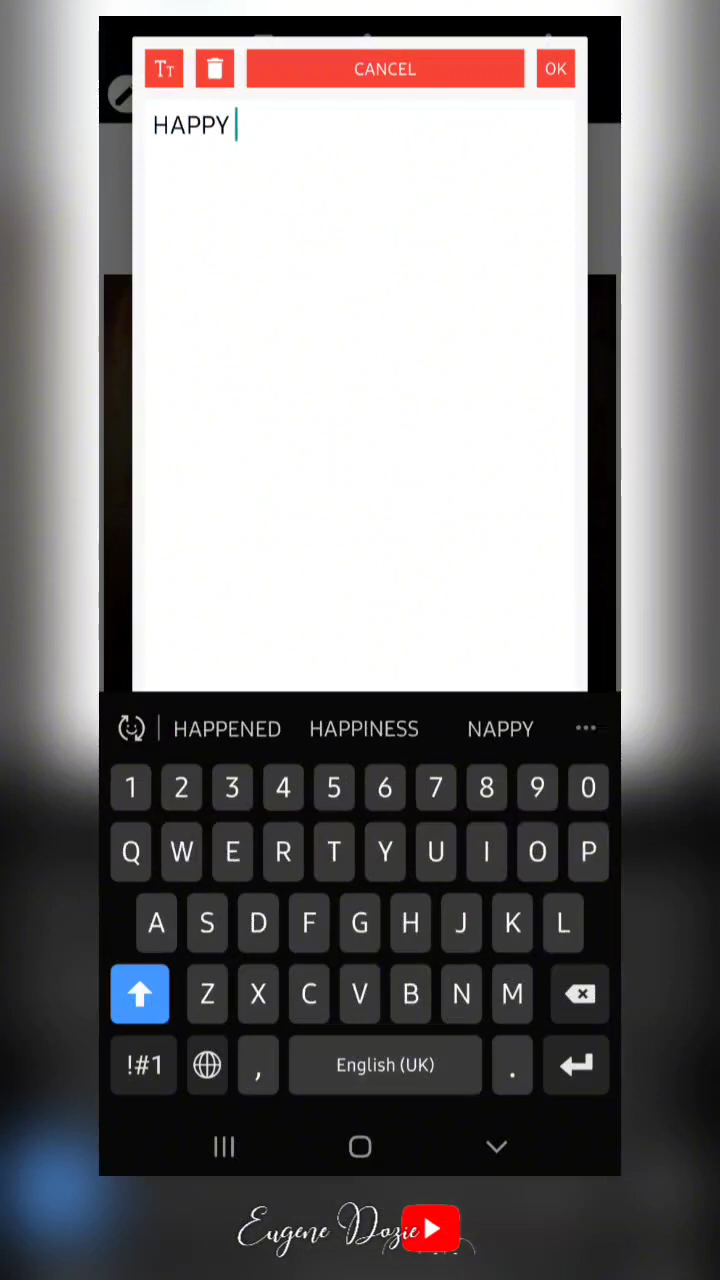 TT CANCEL OK
HAPPY
HAPPENED HAPPINESS NAPPY ...
1 2 3 4 5 6 7 8 9 0
Q W E R T Y U I O P
A S D F G H J K L
Z X C V B N M
!#1 , English (UK) .
Eugene Dozie